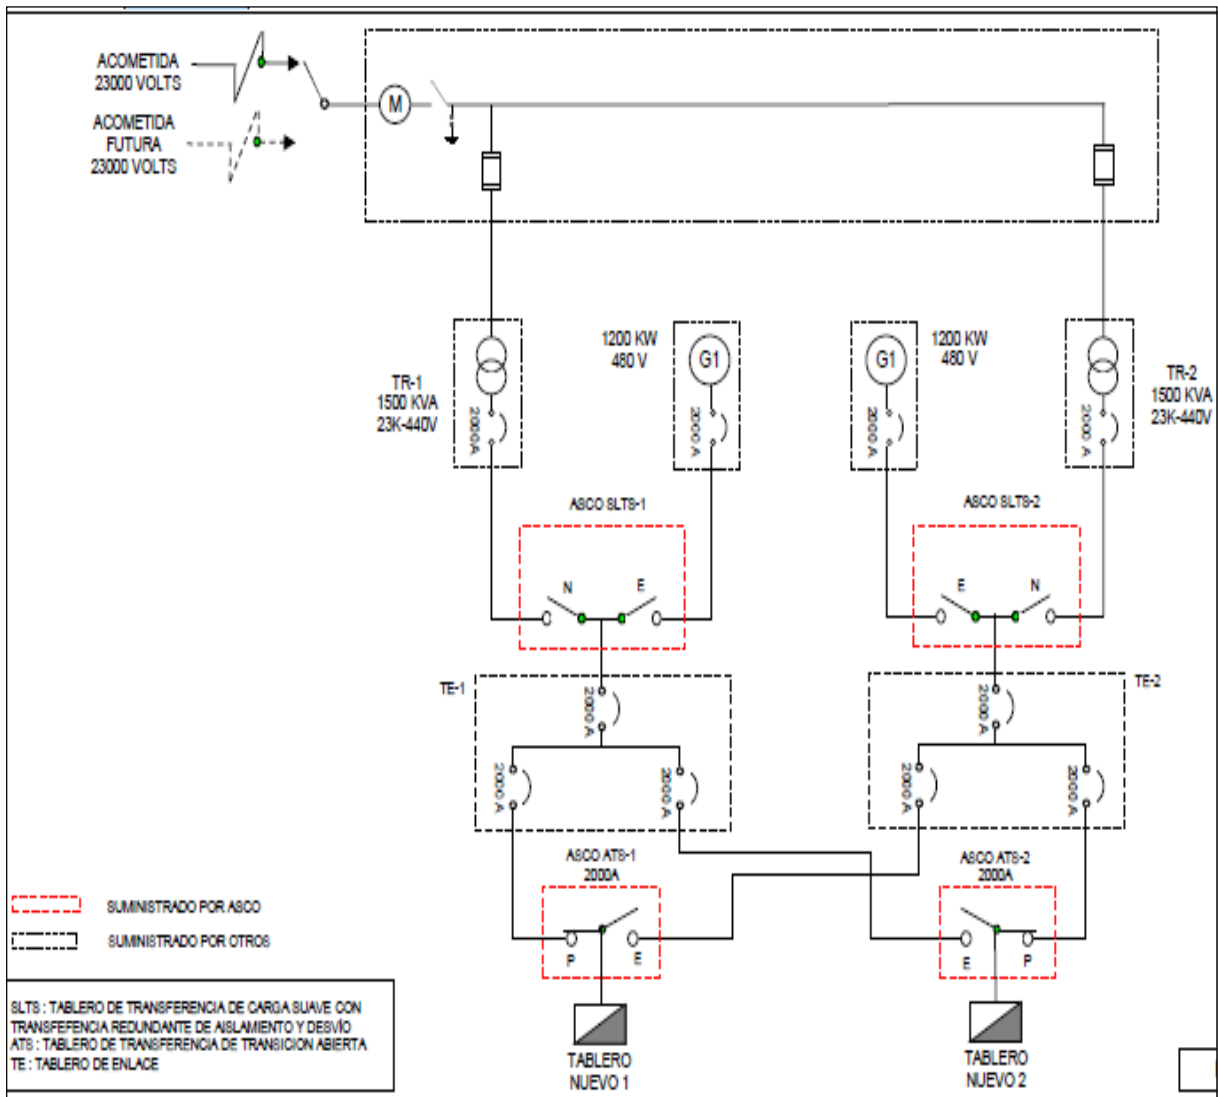 ACOMETIDA
23000 VOLTS
ACOMETIDA
FUTURA
23000 VOLTS
M
1200 KW
480 V
G1
G1
1200 KW
480 V
TR-1
1500 KVA
23K-440V
TR-2
1500 KVA
23K-440V
2000A
2000 A
2000 A
2000 A
ASCO SLTS-1
ASCO SLTS-2
N
E
E
N
TE-1
TE-2
2000 A
2000 A
2000 A
2000 A
2000 A
2000 A
ASCO ATS-1
2000A
ASCO ATS-2
2000A
P
E
E
P
SUMINISTRADO POR ASCO
SUMINISTRADO POR OTROS
SLTS : TABLERO DE TRANSFERENCIA DE CARGA SUAVE CON
TRANSFEFENCIA REDUNDANTE DE AISLAMIENTO Y DESVÍO
ATS : TABLERO DE TRANSFERENCIA DE TRANSICION ABIERTA
TE : TABLERO DE ENLACE
TABLERO
NUEVO 1
TABLERO
NUEVO 2